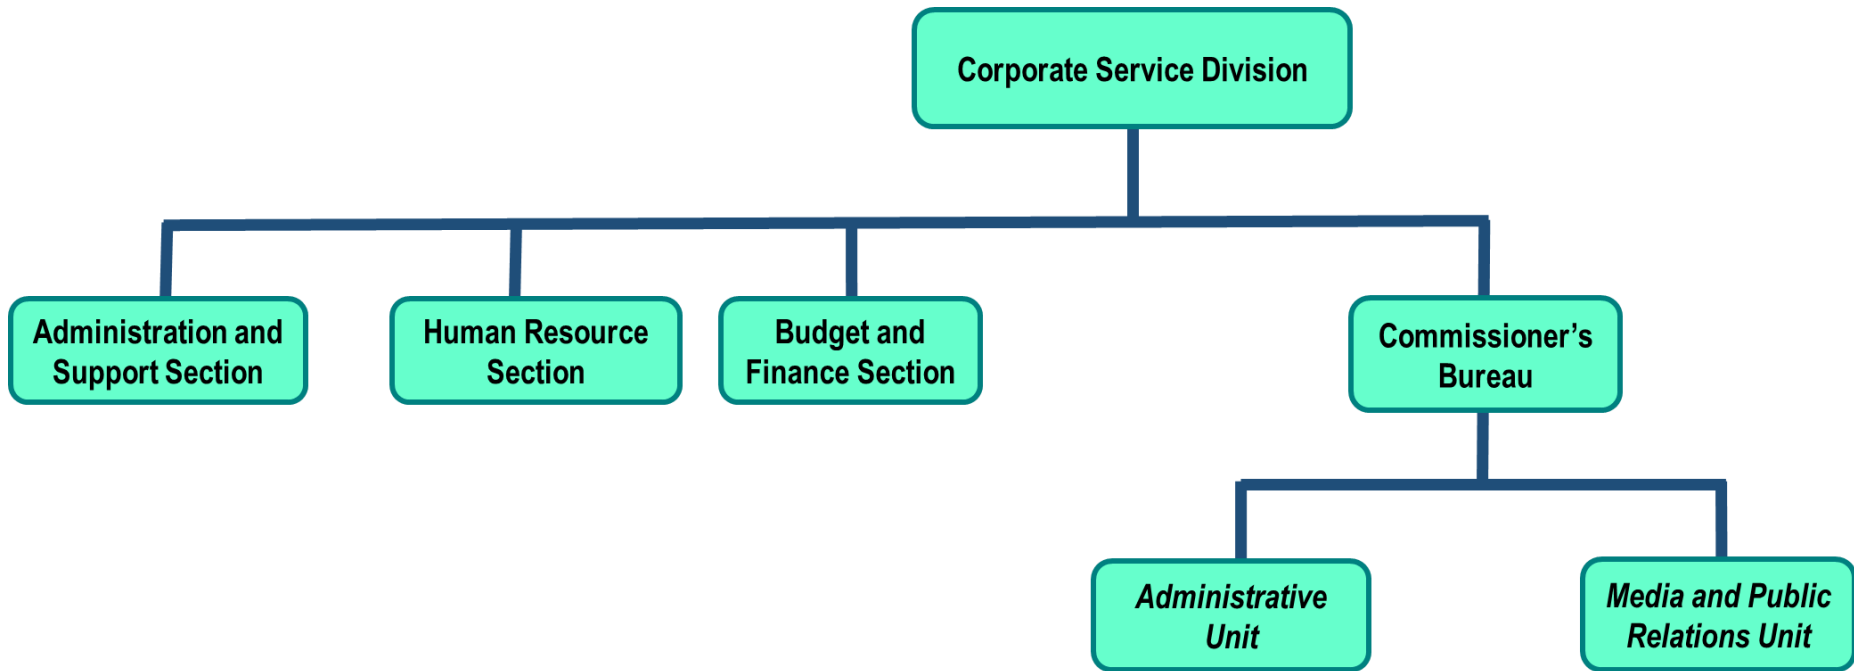 Corporate Service Division
Administration and
Support Section
Human Resource
Section
Budget and
Finance Section
Commissioner’s
Bureau
Administrative
Unit
Media and Public
Relations Unit